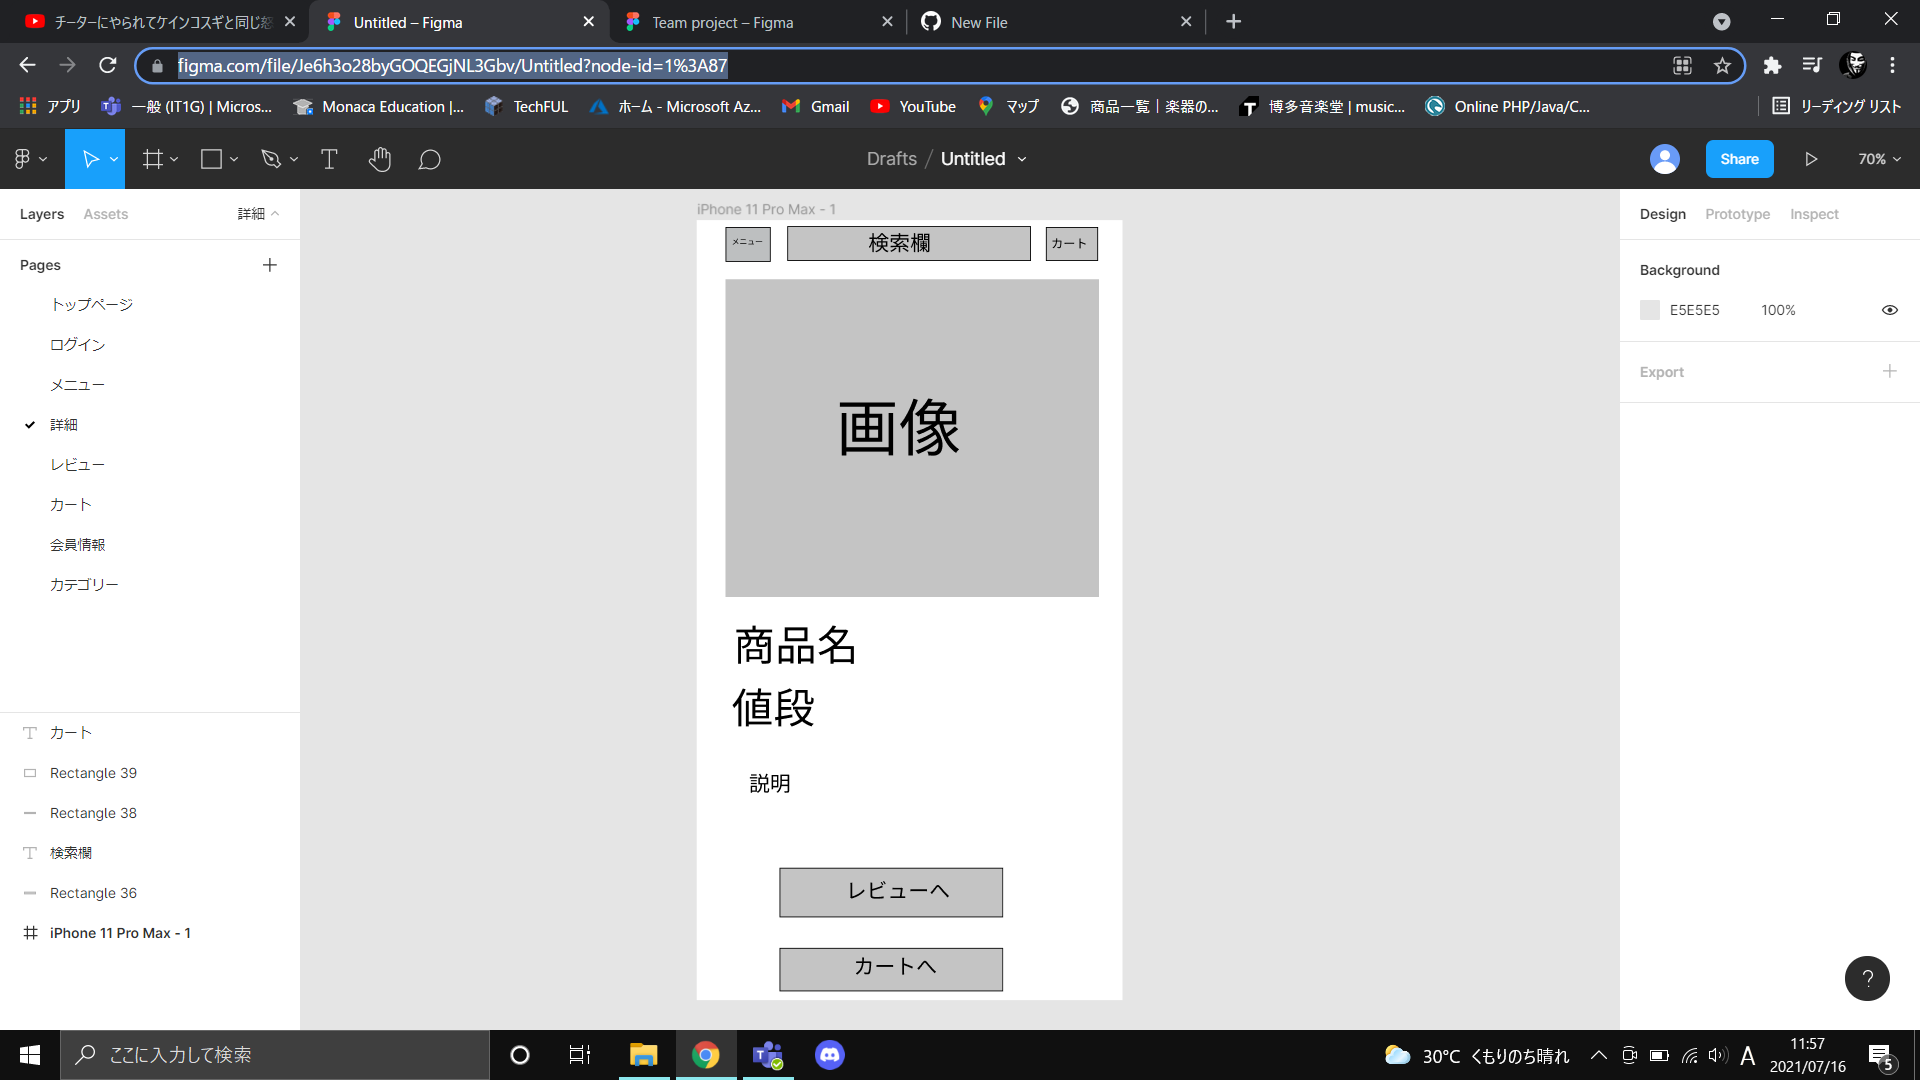 チーターにやられてケインコスギと同じ怒
Untitled – Figma
Team project – Figma
New File
figma.com/file/Je6h3o28byGOQEGjNL3Gbv/Untitled?node-id=1%3A87
アプリ
一般 (IT1G) | Micros...
Monaca Education |...
TechFUL
ホーム - Microsoft Az...
Gmail
YouTube
マップ
商品一覧 | 楽器の...
博多音楽堂 | music...
Online PHP/Java/C...
リーディング リスト
Drafts / Untitled
Share
70%
Layers
Assets
詳細
Pages
トップページ
ログイン
メニュー
詳細
レビュー
カート
会員情報
カテゴリー
カート
Rectangle 39
Rectangle 38
検索欄
Rectangle 36
iPhone 11 Pro Max - 1
iPhone 11 Pro Max - 1
メニュー
検索欄
カート
画像
商品名
値段
説明
レビューへ
カートへ
Design
Prototype
Inspect
Background
E5E5E5
100%
Export
?
ここに入力して検索
30°C くもりのち晴れ
A
11:57
2021/07/16
5